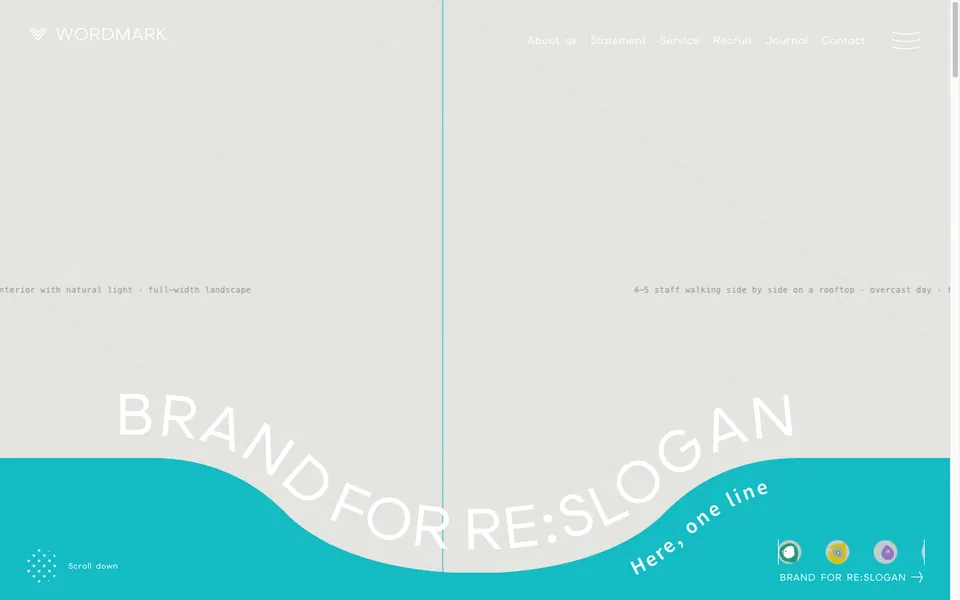 WORDMARK
About us Statement Service Recruit Journal Contact
nterior with natural light · full-width landscape
4–5 staff walking side by side on a rooftop · overcast day · f
BRAND FOR RE:SLOGAN
Here, one line
Scroll down
BRAND FOR RE:SLOGAN